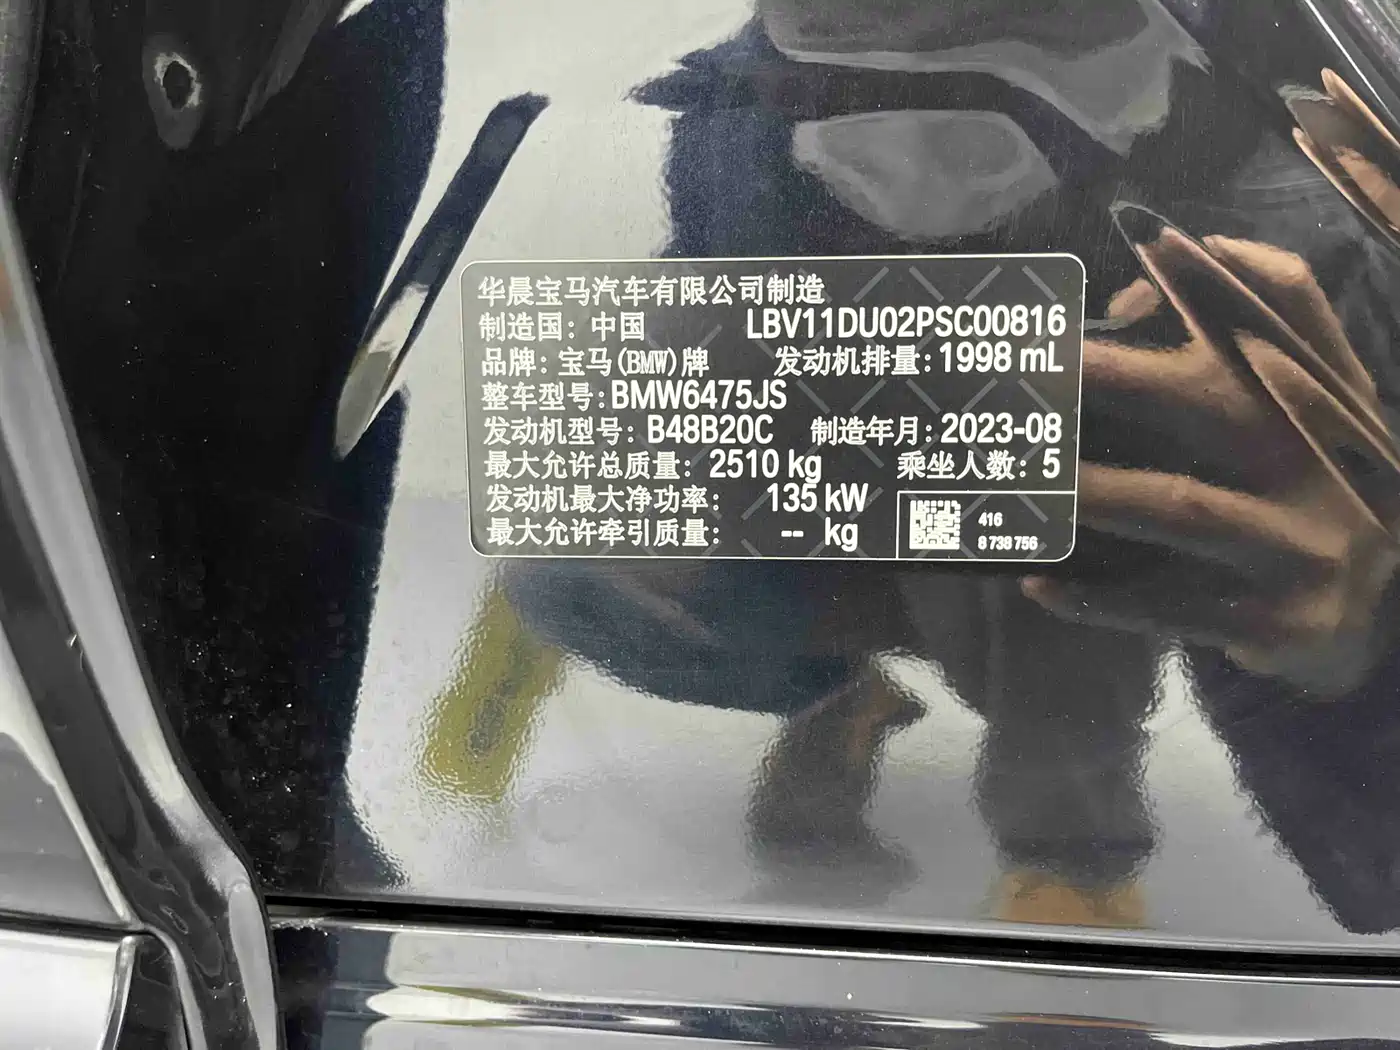 华晨宝马汽车有限公司制造
制造国：中国 LBV11DU02PSC00816
品牌：宝马(BMW)牌 发动机排量：1998 mL
整车型号：BMW6475JS
发动机型号：B48B20C 制造年月：2023-08
最大允许总质量：2510 kg 乘坐人数：5
发动机最大净功率：135 kW
最大允许牵引质量：-- kg
416
8 738 756